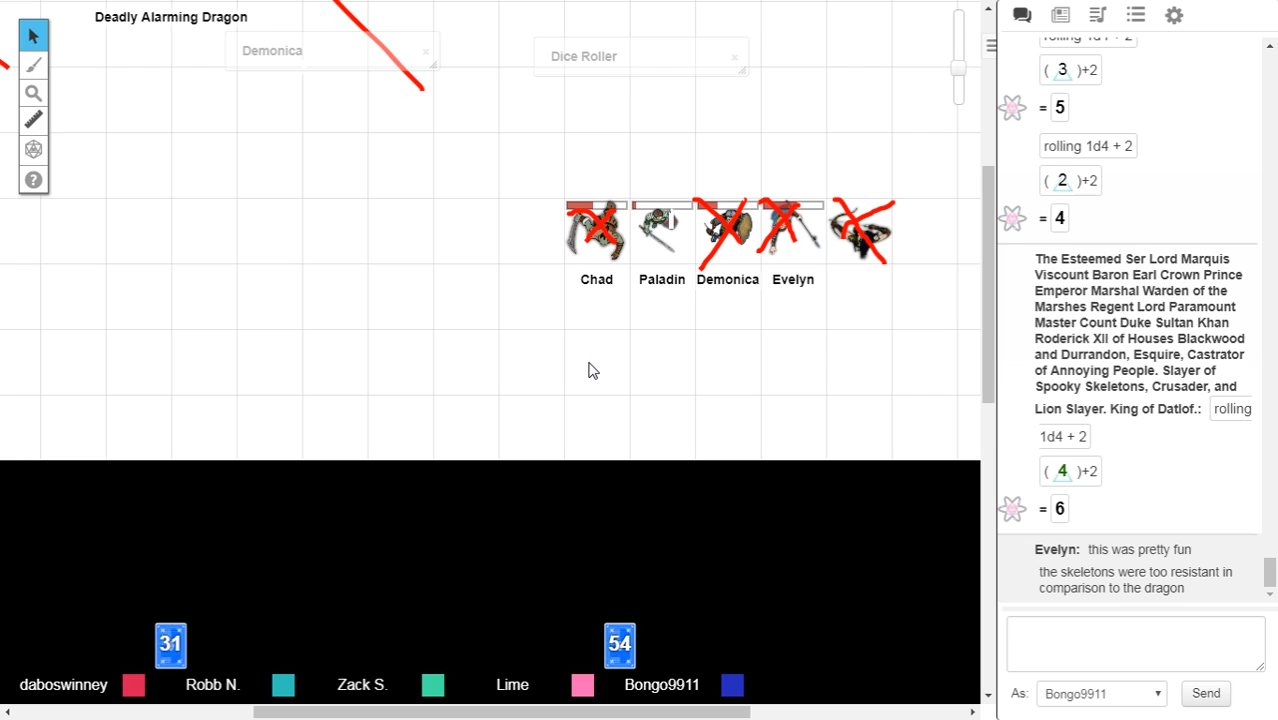 Deadly Alarming Dragon
Demonica
×
Dice Roller
×
Chad
Paladin
Demonica
Evelyn
31
54
daboswinney
Robb N.
Zack S.
Lime
Bongo9911
rolling 1d4 + 2
( 3 )+2
= 5
rolling 1d4 + 2
( 2 )+2
= 4
The Esteemed Ser Lord Marquis
Viscount Baron Earl Crown Prince
Emperor Marshal Warden of the
Marshes Regent Lord Paramount
Master Count Duke Sultan Khan
Roderick XII of Houses Blackwood
and Durrandon, Esquire, Castrator
of Annoying People. Slayer of
Spooky Skeletons, Crusader, and
Lion Slayer. King of Datlof.: rolling
1d4 + 2
( 4 )+2
= 6
Evelyn: this was pretty fun
the skeletons were too resistant in
comparison to the dragon
As: Bongo9911
Send